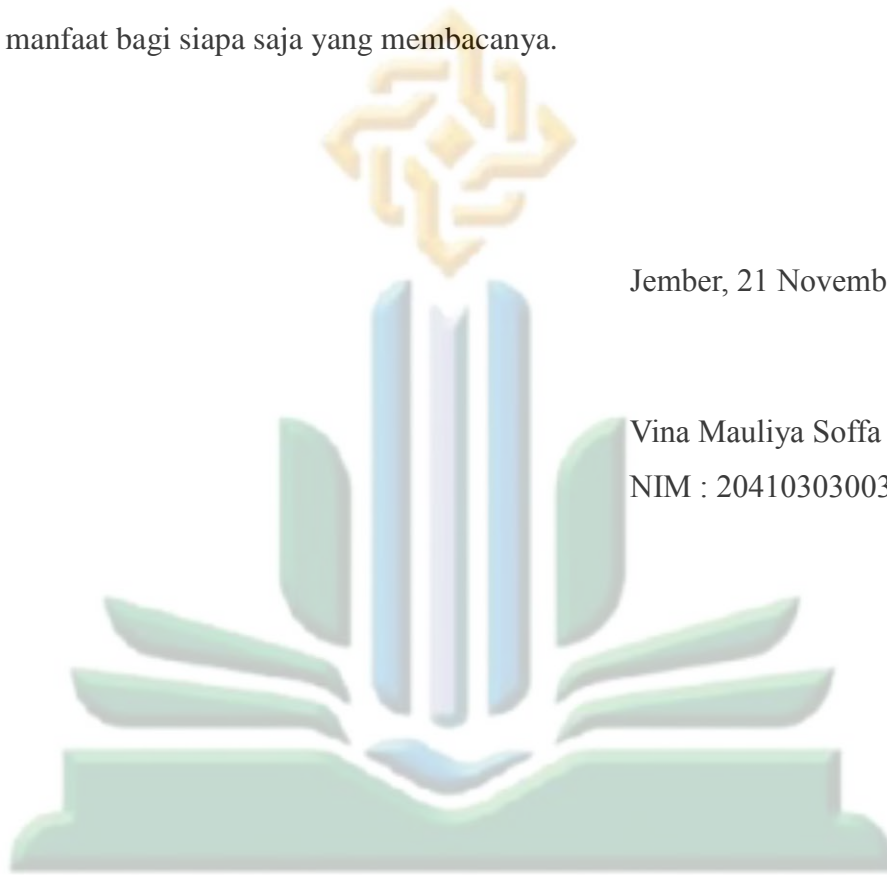 manfaat bagi siapa saja yang membacanya.
Jember, 21 Novemb
Vina Mauliya Soffa
NIM : 20410303003